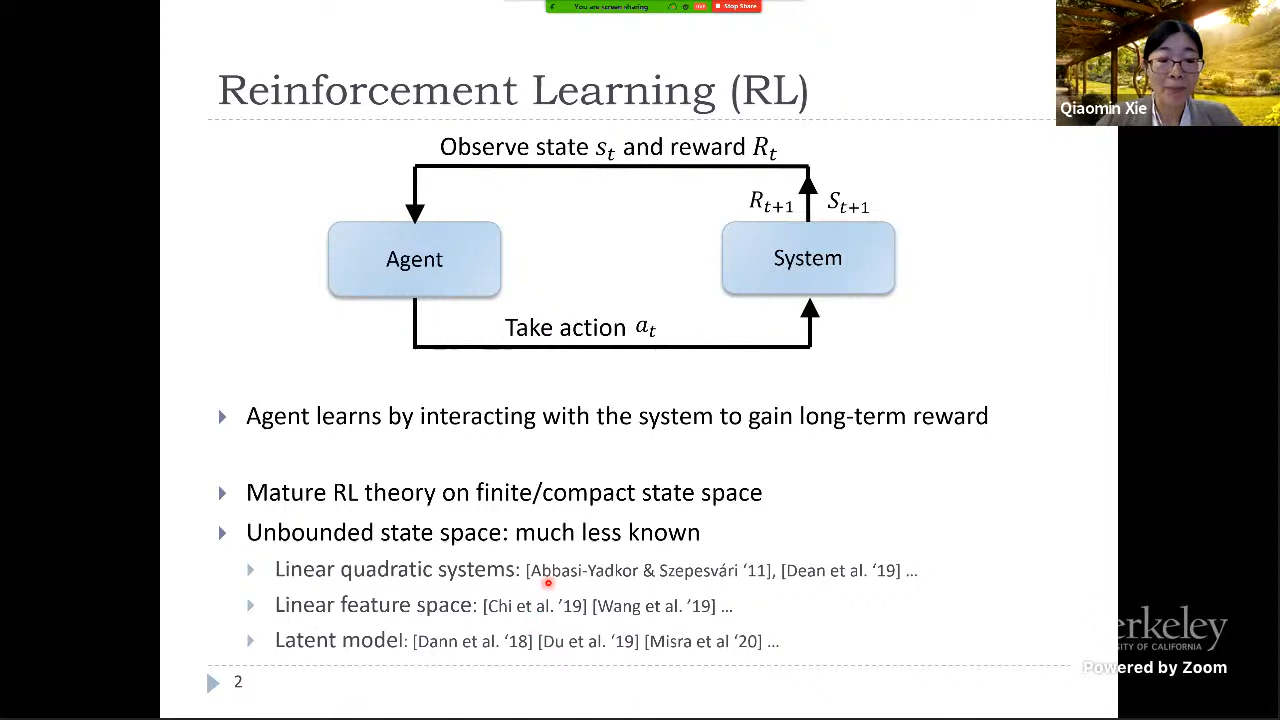 You are screen sharing LIVE Stop Share
Reinforcement Learning (RL)
Qiaomin Xie
Observe state s_t and reward R_t
R_{t+1} S_{t+1}
Agent
System
Take action a_t
Agent learns by interacting with the system to gain long-term reward
Mature RL theory on finite/compact state space
Unbounded state space: much less known
Linear quadratic systems: [Abbasi-Yadkor & Szepesvári ‘11], [Dean et al. ‘19] …
Linear feature space: [Chi et al. ’19] [Wang et al. ’19] …
Latent model: [Dann et al. ‘18] [Du et al. ‘19] [Misra et al ‘20] …
erkeley
SITY OF CALIFORNIA
Powered by Zoom
2